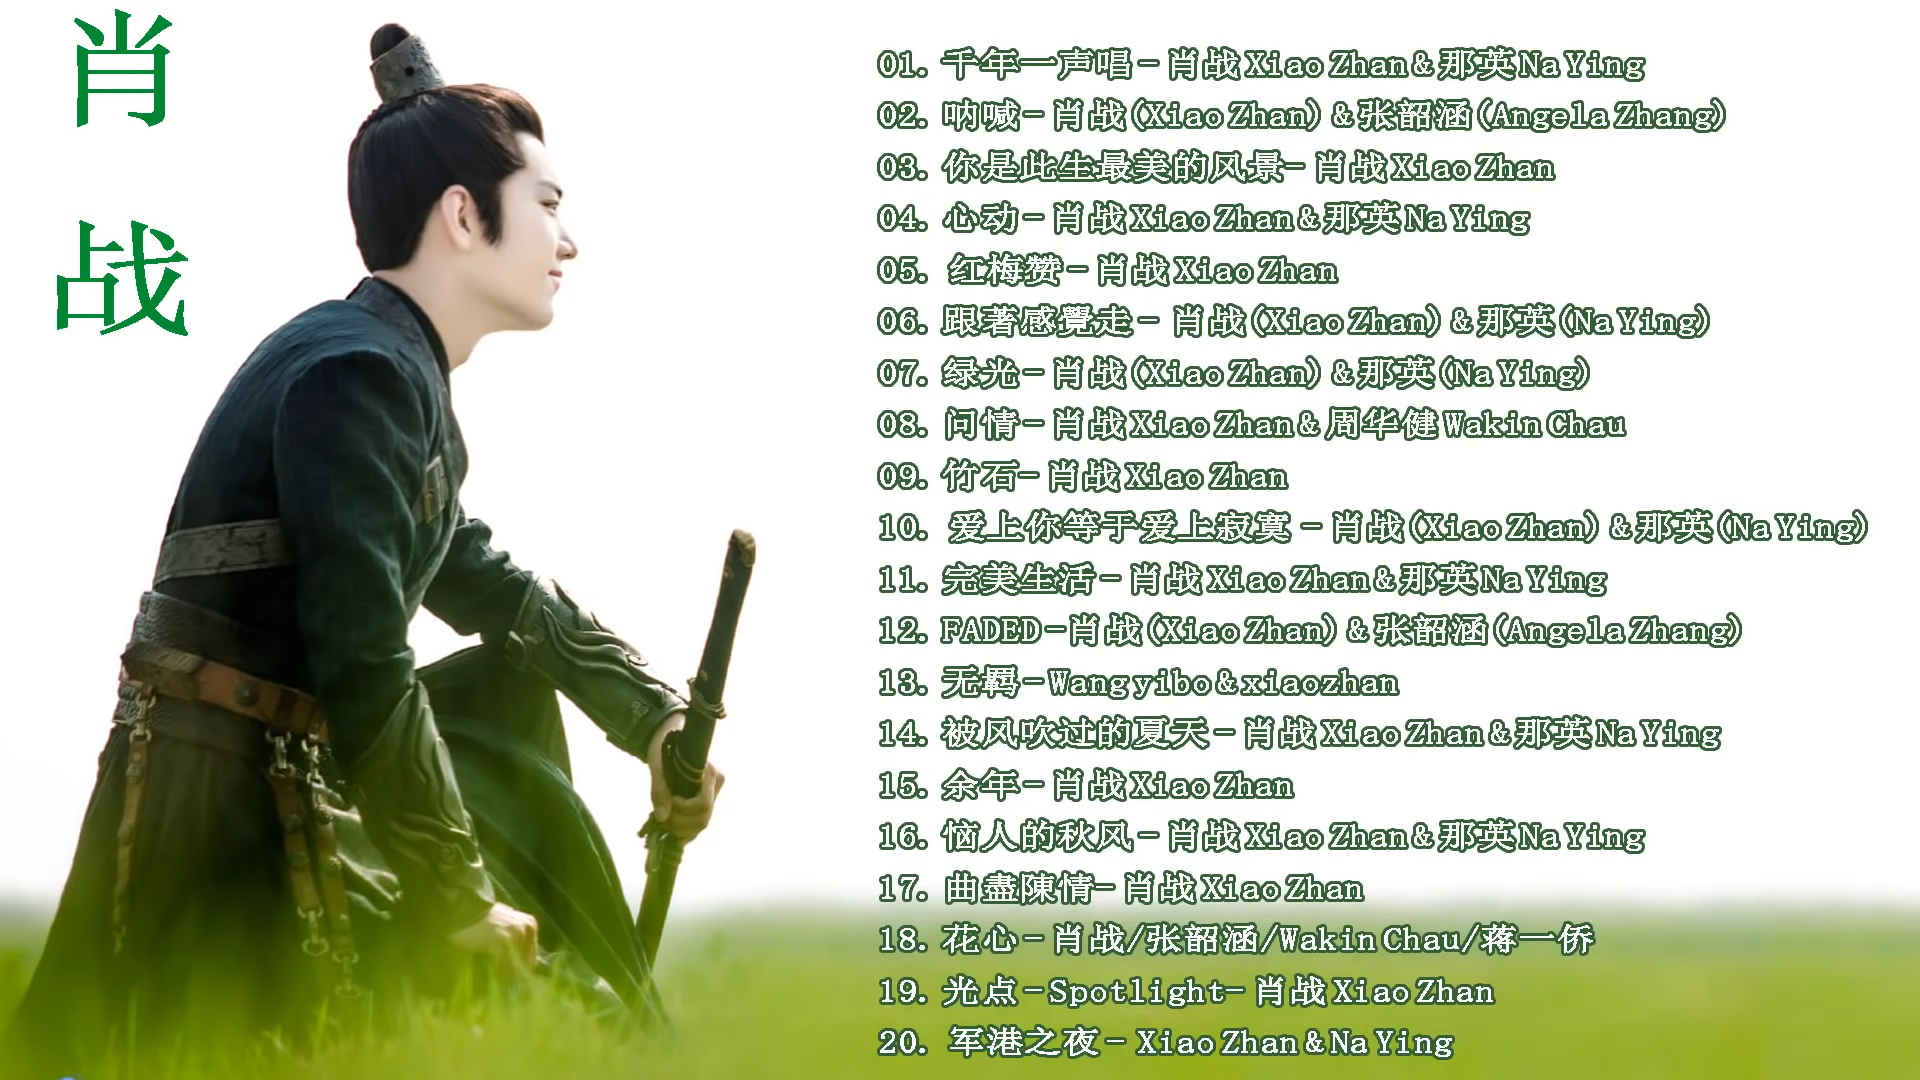 肖
战
01. 千年一声唱 - 肖战 Xiao Zhan & 那英 Na Ying
02. 呐喊 - 肖战 (Xiao Zhan) & 张韶涵 (Angela Zhang)
03. 你是此生最美的风景- 肖战 Xiao Zhan
04. 心动 - 肖战 Xiao Zhan & 那英 Na Ying
05. 红梅赞 - 肖战 Xiao Zhan
06. 跟著感覺走 - 肖战 (Xiao Zhan) & 那英 (Na Ying)
07. 绿光 - 肖战 (Xiao Zhan) & 那英 (Na Ying)
08. 问情 - 肖战 Xiao Zhan & 周华健 Wakin Chau
09. 竹石- 肖战 Xiao Zhan
10. 爱上你等于爱上寂寞 - 肖战 (Xiao Zhan) & 那英 (Na Ying)
11. 完美生活 - 肖战 Xiao Zhan & 那英 Na Ying
12. FADED -肖战 (Xiao Zhan) & 张韶涵 (Angela Zhang)
13. 无羁 - Wang yibo & xiaozhan
14. 被风吹过的夏天 - 肖战 Xiao Zhan & 那英 Na Ying
15. 余年 - 肖战 Xiao Zhan
16. 恼人的秋风 - 肖战 Xiao Zhan & 那英 Na Ying
17. 曲盡陳情- 肖战 Xiao Zhan
18. 花心 - 肖战/张韶涵/Wakin Chau/蒋一侨
19. 光点 - Spotlight- 肖战 Xiao Zhan
20. 军港之夜 - Xiao Zhan & Na Ying